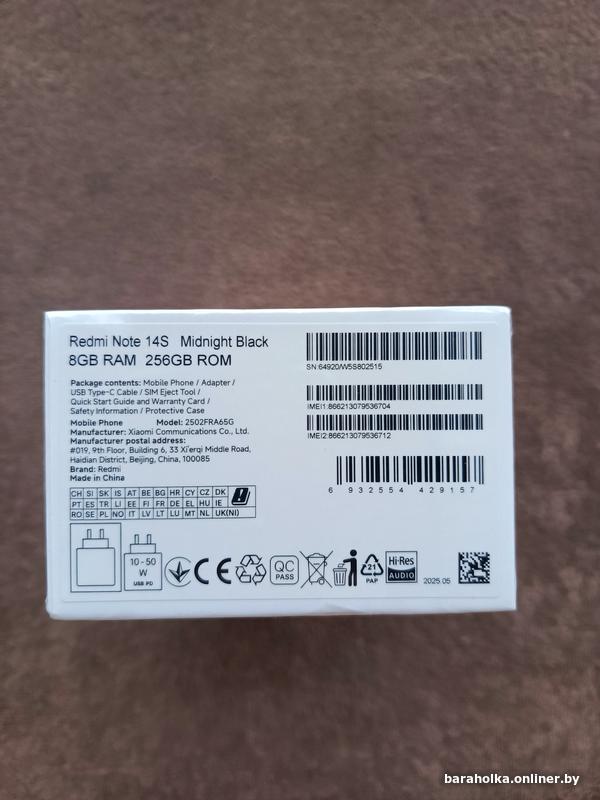 Redmi Note 14S Midnight Black
8GB RAM 256GB ROM
Package contents: Mobile Phone / Adapter /
USB Type-C Cable / SIM Eject Tool /
Quick Start Guide and Warranty Card /
Safety Information / Protective Case
Mobile Phone Model: 2502FRA65G
Manufacturer: Xiaomi Communications Co., Ltd.
Manufacturer postal address:
#019, 9th Floor, Building 6, 33 Xi'erqi Middle Road,
Haidian District, Beijing, China, 100085
Brand: Redmi
Made in China
SN:64920/W5S802515
IMEI1:866213079536704
IMEI2:866213079536712
6 932554 429157
CH SI SK IS AT BE BG HR CY CZ DK
PT ES TR LI EE FI FR DE EL HU IE
RO SE PL NO IT LV LT LU MT NL UK(NI)
10 - 50
W
USB PD
CE
QC
PASS
21
PAP
Hi-Res
AUDIO
2025.05
baraholka.onliner.by